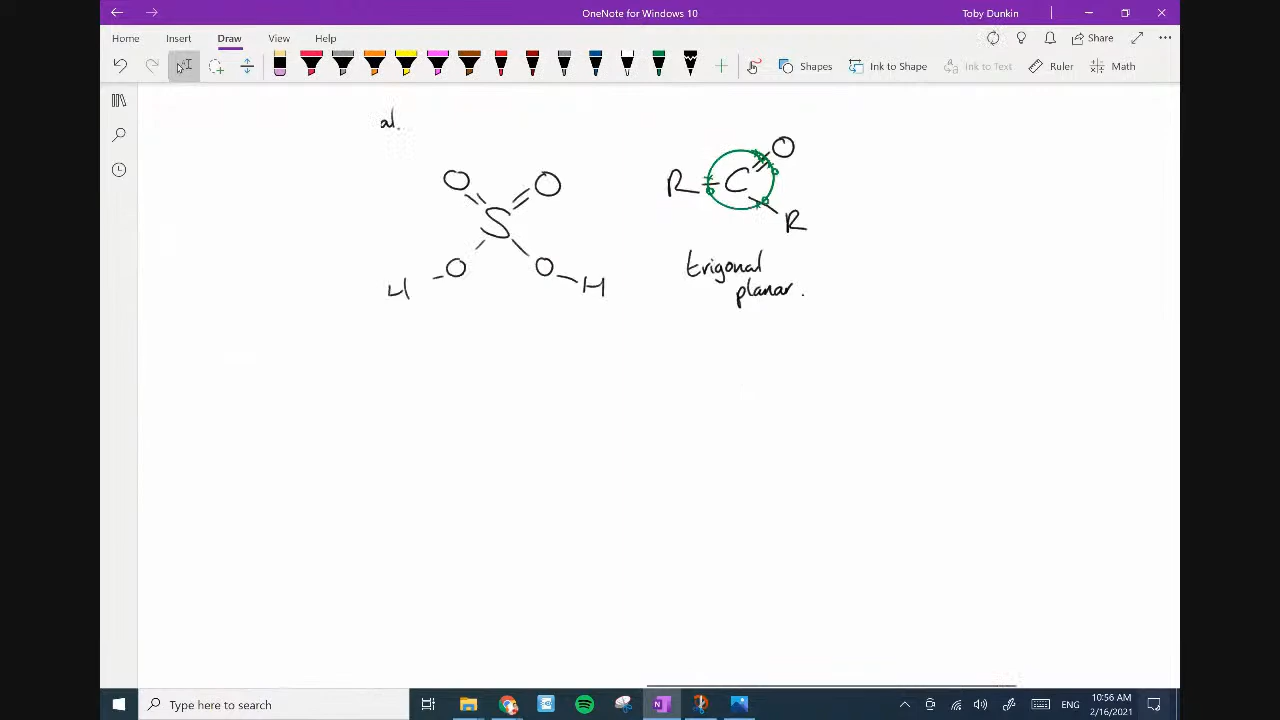 OneNote for Windows 10
Toby Dunkin
Home
Insert
Draw
View
Help
Share
Shapes
Ink to Shape
Ink to Text
Ruler
Math
al.
O
O
S
O
O
H
H
O
R
C
R
trigonal
planar.
Type here to search
ENG
10:56 AM
2/16/2021